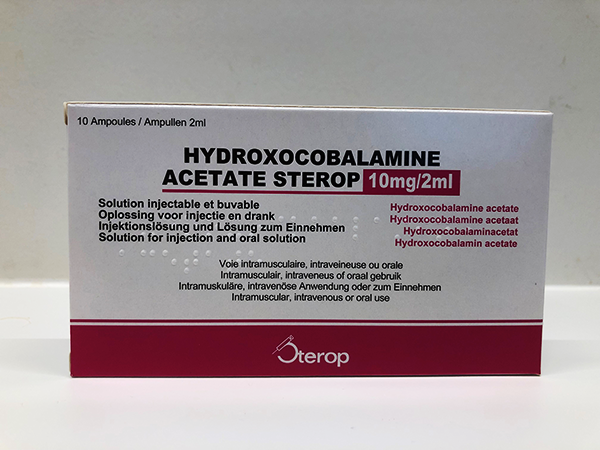 10 Ampoules / Ampullen 2ml
HYDROXOCOBALAMINE
ACETATE STEROP 10mg/2ml
Solution injectable et buvable
Oplossing voor injectie en drank
Injektionslösung und Lösung zum Einnehmen
Solution for injection and oral solution
Hydroxocobalamine acetate
Hydroxocobalamine acetaat
Hydroxocobalaminacetat
Hydroxocobalamin acetate
Voie intramusculaire, intraveineuse ou orale
Intramusculair, intraveneus of oraal gebruik
Intramuskuläre, intravenöse Anwendung oder zum Einnehmen
Intramuscular, intravenous or oral use
Sterop